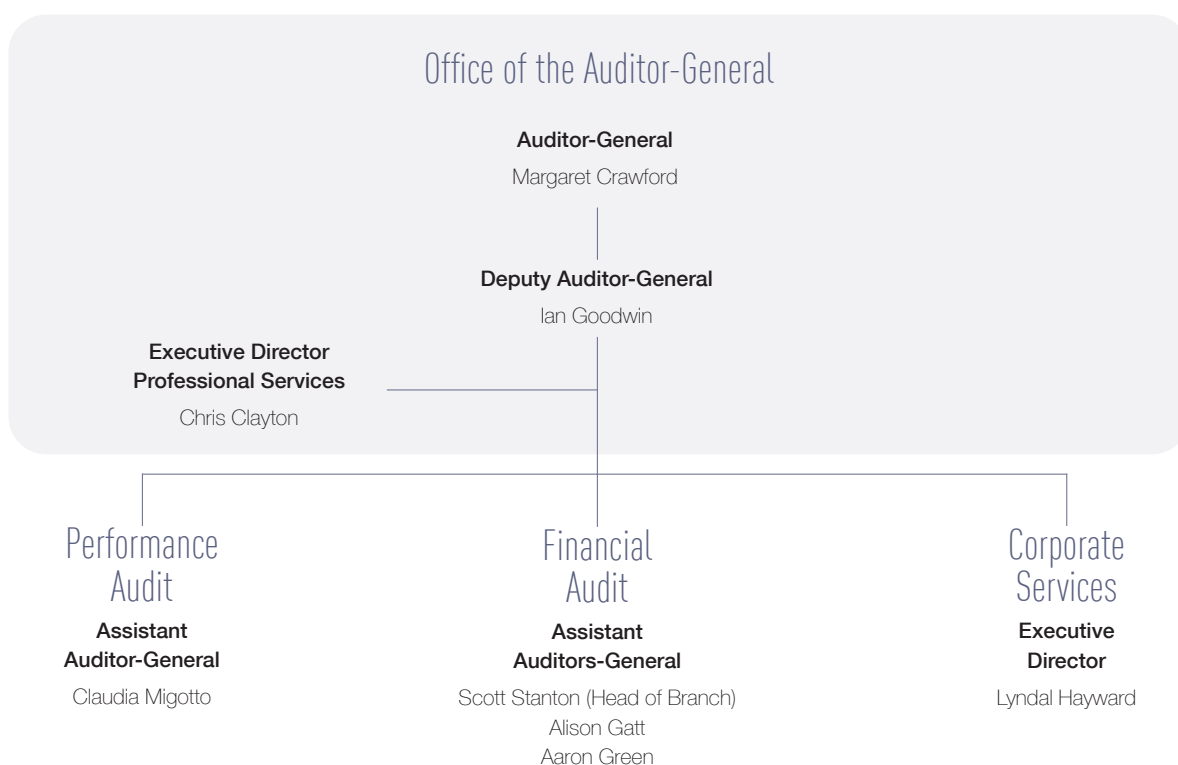 Office of the Auditor-General
Auditor-General
Margaret Crawford
Deputy Auditor-General
Ian Goodwin
Executive Director
Professional Services
Chris Clayton
Performance
Audit
Assistant
Auditor-General
Claudia Migotto
Financial
Audit
Assistant
Auditors-General
Scott Stanton (Head of Branch)
Alison Gatt
Aaron Green
Corporate
Services
Executive
Director
Lyndal Hayward